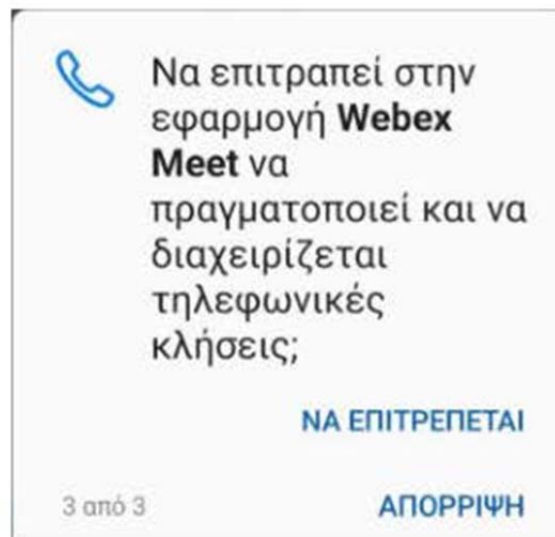 Να επιτραπεί στην
εφαρμογή Webex
Meet να
πραγματοποιεί και να
διαχειρίζεται
τηλεφωνικές
κλήσεις;
ΝΑ ΕΠΙΤΡΕΠΕΤΑΙ
3 από 3
ΑΠΟΡΡΙΨΗ